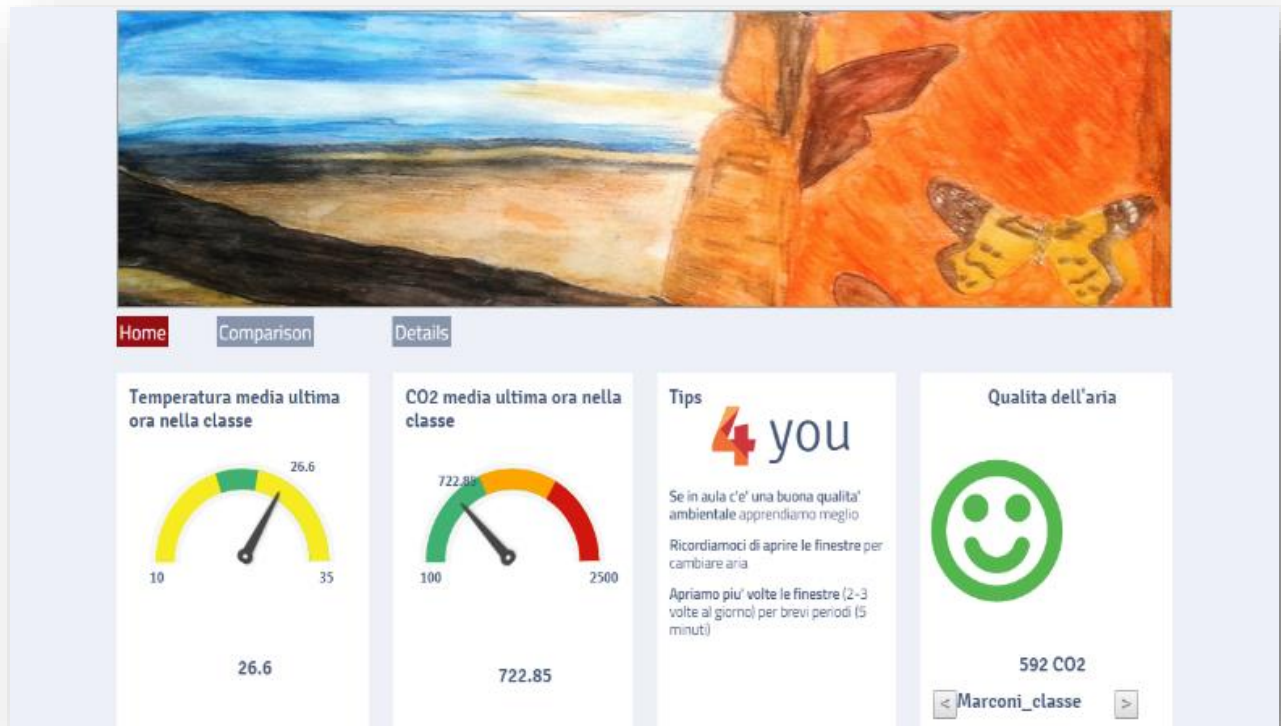 Home
Comparison
Details
Temperatura media ultima
ora nella classe
26.6
10
35
26.6
CO2 media ultima ora nella
classe
722.85
100
2500
722.85
Tips
4 you
Se in aula c'e' una buona qualita'
ambientale apprendiamo meglio
Ricordiamoci di aprire le finestre per
cambiare aria
Apriamo piu' volte le finestre (2-3
volte al giorno) per brevi periodi (5
minuti)
Qualita dell'aria
592 CO2
< Marconi_classe >